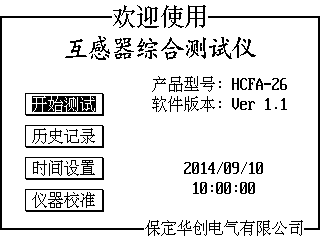 欢迎使用
互感器综合测试仪
产品型号: HCFA-26
软件版本: Ver 1.1
开始测试
历史记录
时间设置
仪器校准
2014/09/10
10:00:00
保定华创电气有限公司